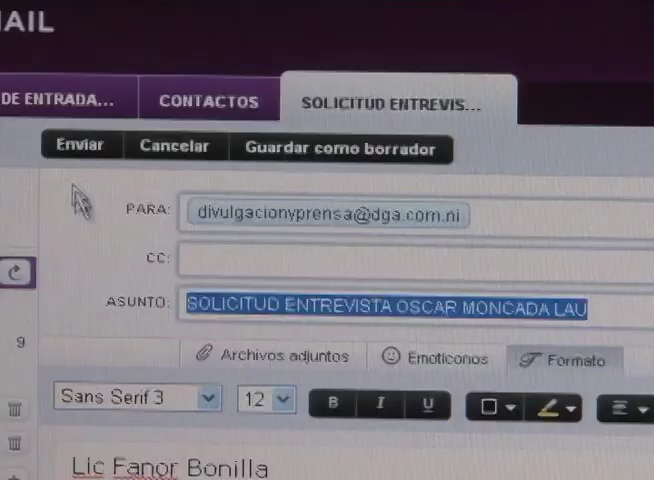 MAIL
DE ENTRADA... CONTACTOS SOLICITUD ENTREVIS...
Enviar Cancelar Guardar como borrador
PARA: divulgacionyprensa@dga.com.ni
CC:
ASUNTO: SOLICITUD ENTREVISTA OSCAR MONCADA LAU
9
Archivos adjuntos Emoticonos Formato
Sans Serif 3 12 B I U
Lic Fanor Bonilla